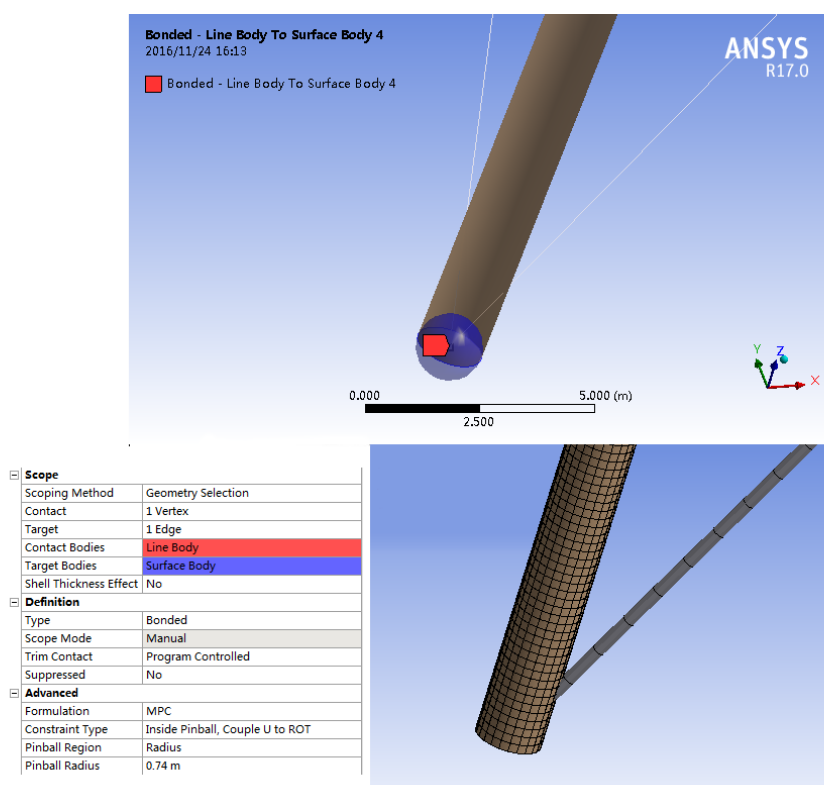 Bonded - Line Body To Surface Body 4
2016/11/24 16:13
Bonded - Line Body To Surface Body 4
ANSYS
R17.0
Y
Z
X
0.000
5.000 (m)
2.500
Scope
Scoping Method Geometry Selection
Contact 1 Vertex
Target 1 Edge
Contact Bodies Line Body
Target Bodies Surface Body
Shell Thickness Effect No
Definition
Type Bonded
Scope Mode Manual
Trim Contact Program Controlled
Suppressed No
Advanced
Formulation MPC
Constraint Type Inside Pinball, Couple U to ROT
Pinball Region Radius
Pinball Radius 0.74 m